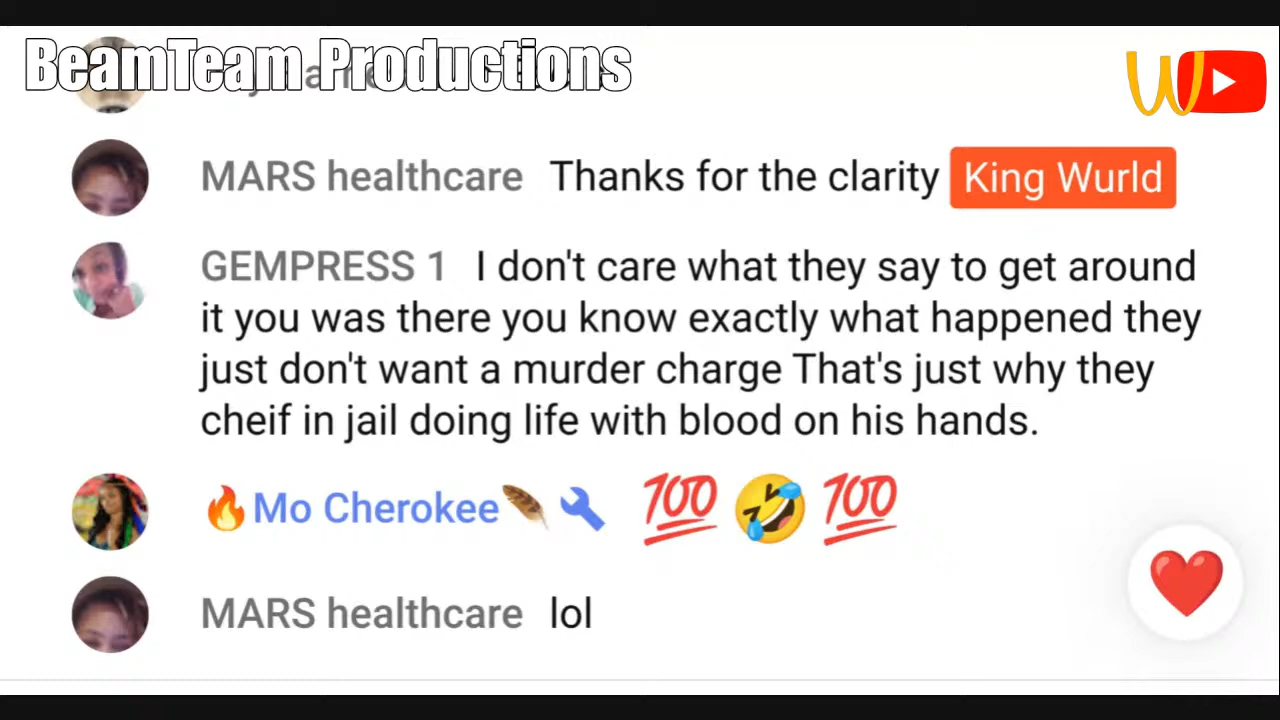 BeamTeam Productions
MARS healthcare Thanks for the clarity King Wurld
GEMPRESS 1 I don't care what they say to get around
it you was there you know exactly what happened they
just don't want a murder charge That's just why they
cheif in jail doing life with blood on his hands.
🔥Mo Cherokee🪶🔧 💯🤣💯
MARS healthcare lol